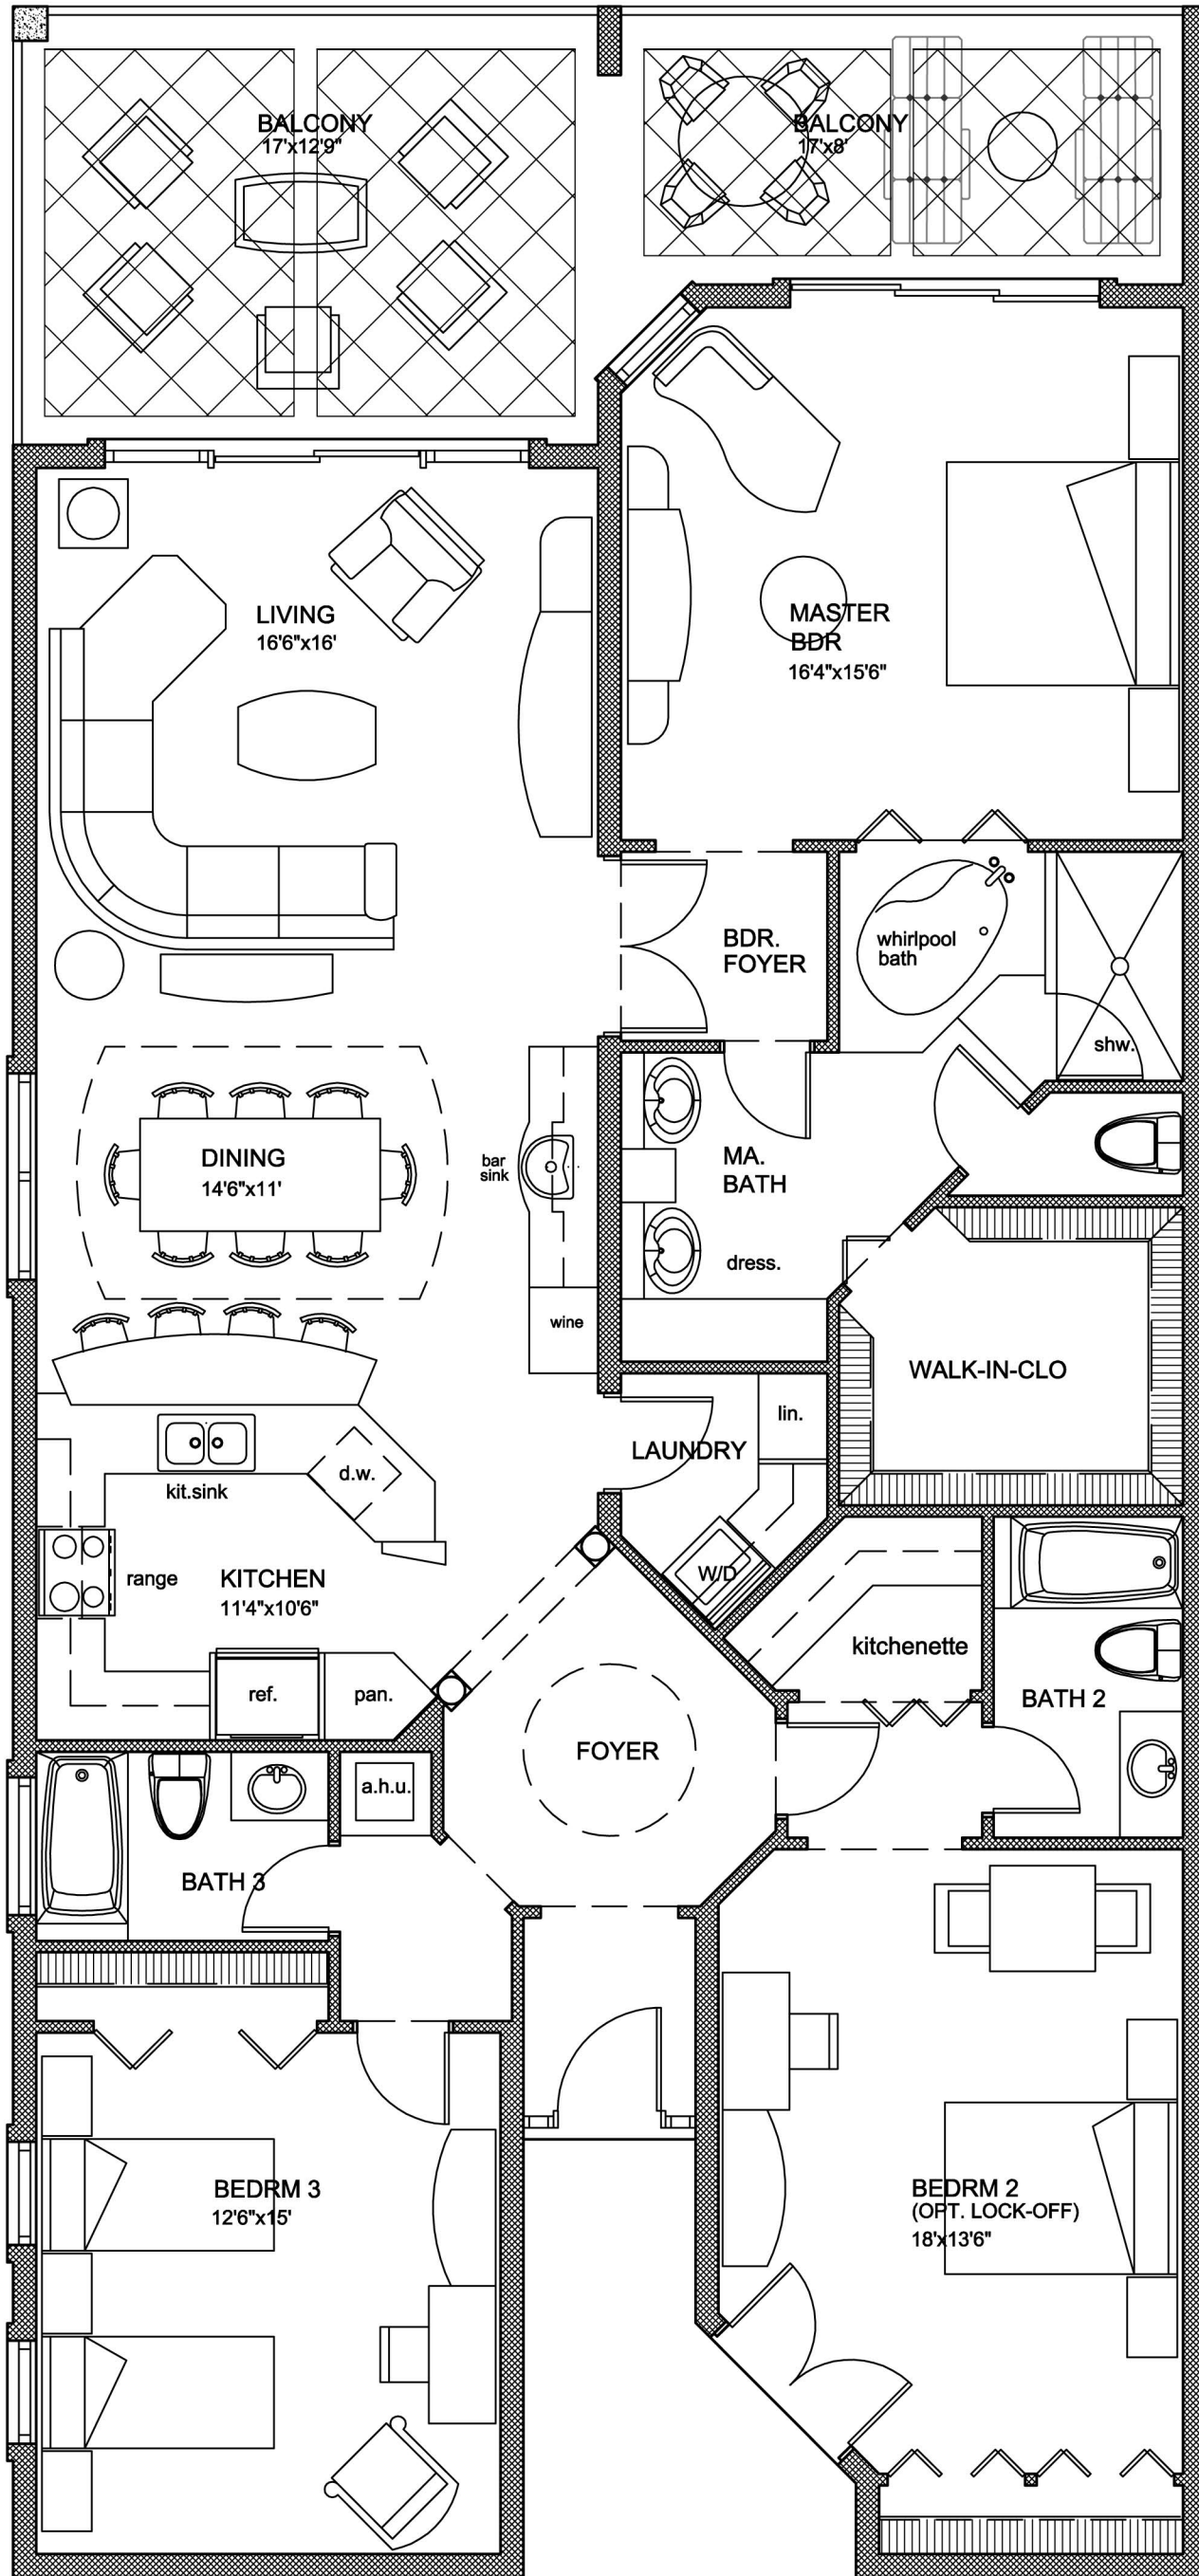 BALCONY
17'x12'9"
BALCONY
17'x8'
LIVING
16'6"x16'
MASTER
BDR
16'4"x15'6"
BDR.
FOYER
whirlpool
bath
shw.
DINING
14'6"x11'
bar
sink
MA.
BATH
dress.
wine
WALK-IN-CLO
lin.
LAUNDRY
d.w.
kit.sink
W/D
range
KITCHEN
11'4"x10'6"
kitchenette
ref.
pan.
BATH 2
FOYER
a.h.u.
BATH 3
BEDRM 3
12'6"x15'
BEDRM 2
(OPT. LOCK-OFF)
18'x13'6"